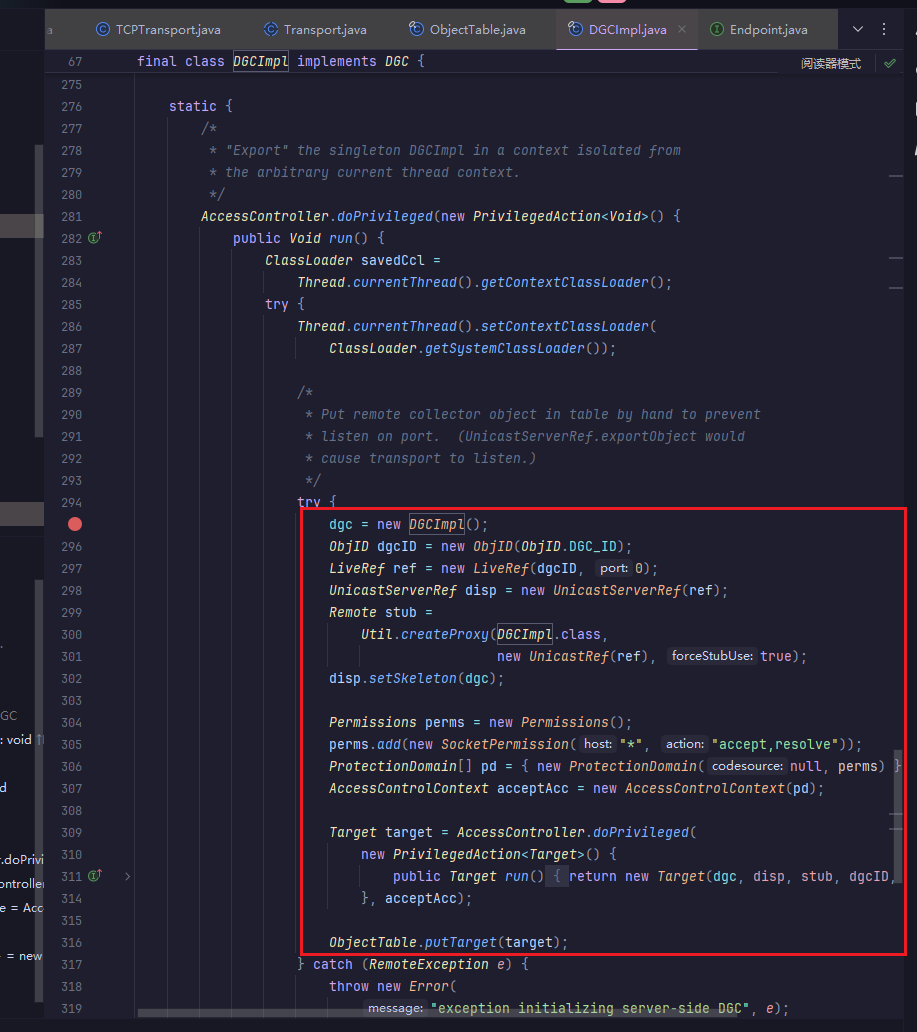 a TCPTransport.java Transport.java ObjectTable.java DGCImpl.java Endpoint.java
67 final class DGCImpl implements DGC {
阅读器模式
275
276 static {
277 /*
278 * "Export" the singleton DGCImpl in a context isolated from
279 * the arbitrary current thread context.
280 */
281 AccessController.doPrivileged(new PrivilegedAction<Void>() {
282 public Void run() {
283 ClassLoader savedCcl =
284 Thread.currentThread().getContextClassLoader();
285 try {
286 Thread.currentThread().setContextClassLoader(
287 ClassLoader.getSystemClassLoader());
288
289 /*
290 * Put remote collector object in table by hand to prevent
291 * listen on port.  (UnicastServerRef.exportObject would
292 * cause transport to listen.)
293 */
294 try {
dgc = new DGCImpl();
296 ObjID dgcID = new ObjID(ObjID.DGC_ID);
297 LiveRef ref = new LiveRef(dgcID, port: 0);
298 UnicastServerRef disp = new UnicastServerRef(ref);
299 Remote stub =
300 Util.createProxy(DGCImpl.class,
301 new UnicastRef(ref), forceStubUse: true);
302 disp.setSkeleton(dgc);
303
304 Permissions perms = new Permissions();
305 perms.add(new SocketPermission( host: "*", action: "accept,resolve"));
306 ProtectionDomain[] pd = { new ProtectionDomain( codesource: null, perms) }
307 AccessControlContext acceptAcc = new AccessControlContext(pd);
308
309 Target target = AccessController.doPrivileged(
310 new PrivilegedAction<Target>() {
311 public Target run() { return new Target(dgc, disp, stub, dgcID,
314 }, acceptAcc);
315
316 ObjectTable.putTarget(target);
317 } catch (RemoteException e) {
318 throw new Error(
319 message: "exception initializing server-side DGC", e);
GC
: void
d
.doPrivi
ontroller
e = Acc
= new